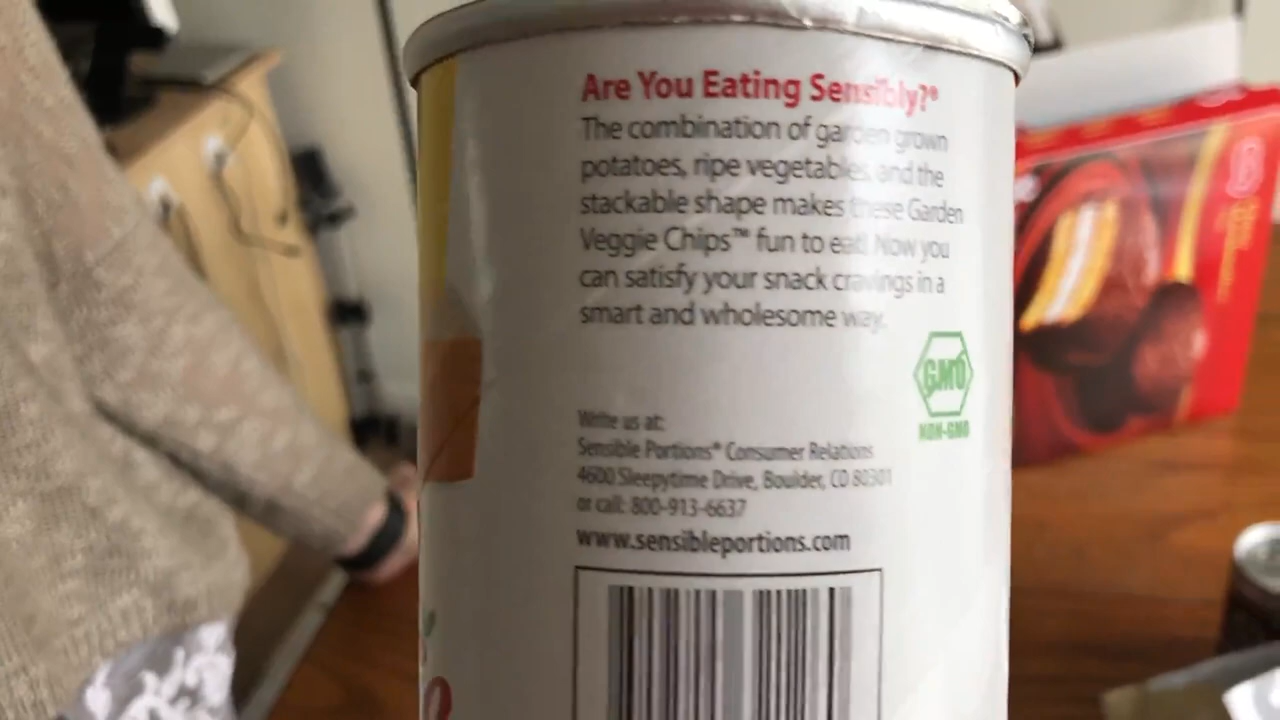 Are You Eating Sensibly?®
The combination of garden grown
potatoes, ripe vegetables, and the
stackable shape makes these Garden
Veggie Chips™ fun to eat! Now you
can satisfy your snack cravings in a
smart and wholesome way.
GMO
NON-GMO
Write us at:
Sensible Portions® Consumer Relations
4600 Sleepytime Drive, Boulder, CO 80301
or call: 800-913-6637
www.sensibleportions.com